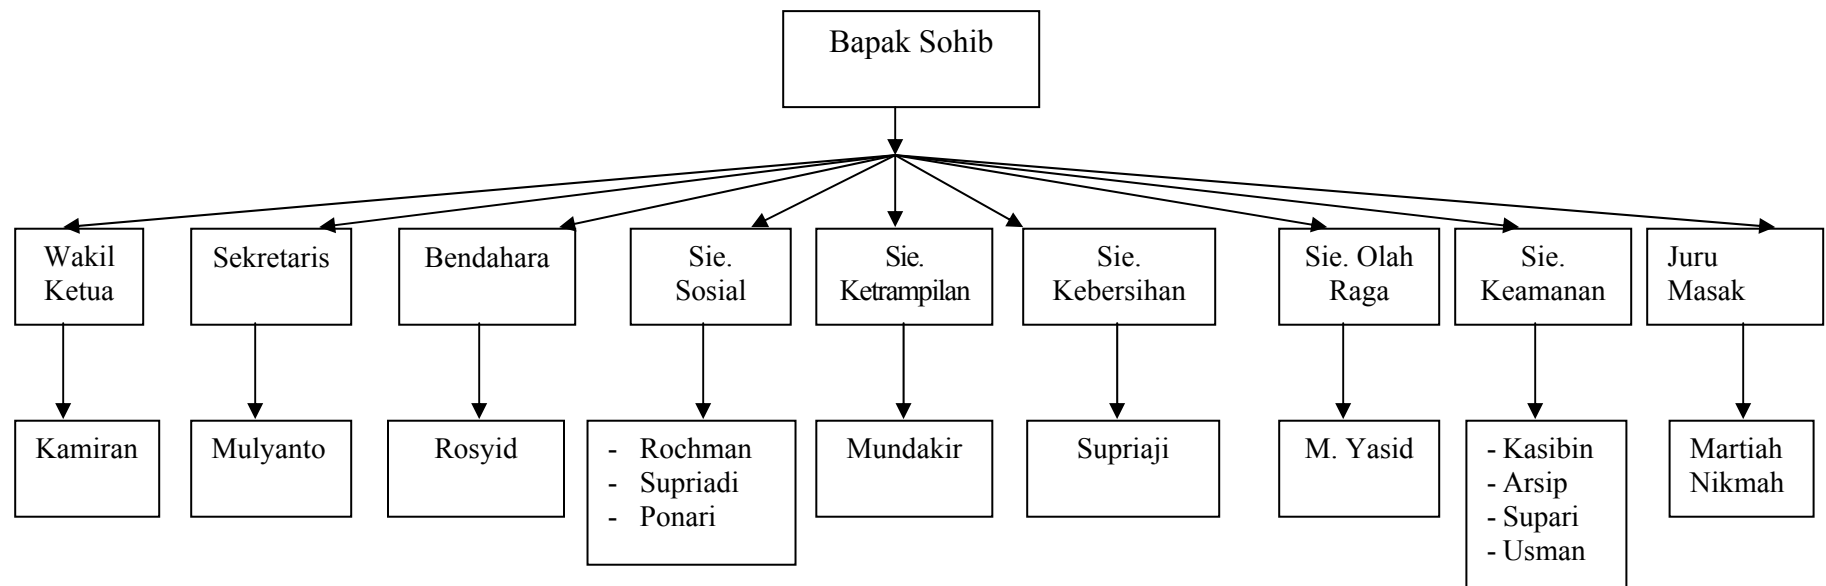 Bapak Sohib
Wakil
Ketua
Sekretaris
Bendahara
Sie.
Sosial
Sie.
Ketrampilan
Sie.
Kebersihan
Sie. Olah
Raga
Sie.
Keamanan
Juru
Masak
Kamiran
Mulyanto
Rosyid
- Rochman
- Supriadi
- Ponari
Mundakir
Supriaji
M. Yasid
- Kasibin
- Arsip
- Supari
- Usman
Martiah
Nikmah